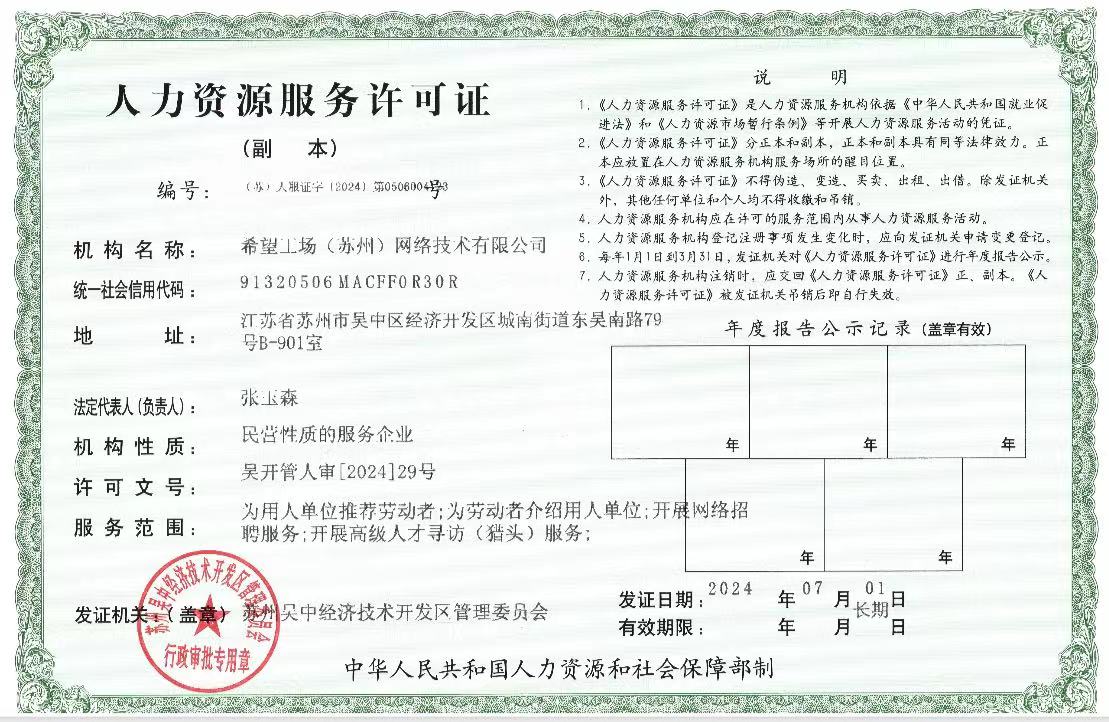 人力资源服务许可证
(副 本)
编号: (苏)人服证字〔2024〕第0506004 3号
机构名称: 希望工场（苏州）网络技术有限公司
统一社会信用代码: 91320506MACFF0R30R
地 址: 江苏省苏州市吴中区经济开发区城南街道东吴南路79
号B-901室
法定代表人(负责人): 张玉森
机构性质: 民营性质的服务企业
许可文号: 吴开管人审[2024]29号
服务范围: 为用人单位推荐劳动者;为劳动者介绍用人单位;开展网络招
聘服务;开展高级人才寻访（猎头）服务;
发证机关:(盖章) 苏州吴中经济技术开发区管理委员会
苏州吴中经济技术开发区管理委员会
行政审批专用章
说 明
1.《人力资源服务许可证》是人力资源服务机构依据《中华人民共和国就业促
进法》和《人力资源市场暂行条例》等开展人力资源服务活动的凭证。
2.《人力资源服务许可证》分正本和副本，正本和副本具有同等法律效力。正
本应放置在人力资源服务机构服务场所的醒目位置。
3.《人力资源服务许可证》不得伪造、变造、买卖、出租、出借。除发证机关
外，其他任何单位和个人均不得收缴和吊销。
4.人力资源服务机构应在许可的服务范围内从事人力资源服务活动。
5.人力资源服务机构登记注册事项发生变化时，应向发证机关申请变更登记。
6.每年1月1日到3月31日，发证机关对《人力资源服务许可证》进行年度报告公示。
7.人力资源服务机构注销时，应交回《人力资源服务许可证》正、副本。《人
力资源服务许可证》被发证机关吊销后即自行失效。
年度报告公示记录(盖章有效)
年 年 年
年 年
发证日期: 2024 年 07 月 01 日
有效期限: 年 月 长期 日
中华人民共和国人力资源和社会保障部制